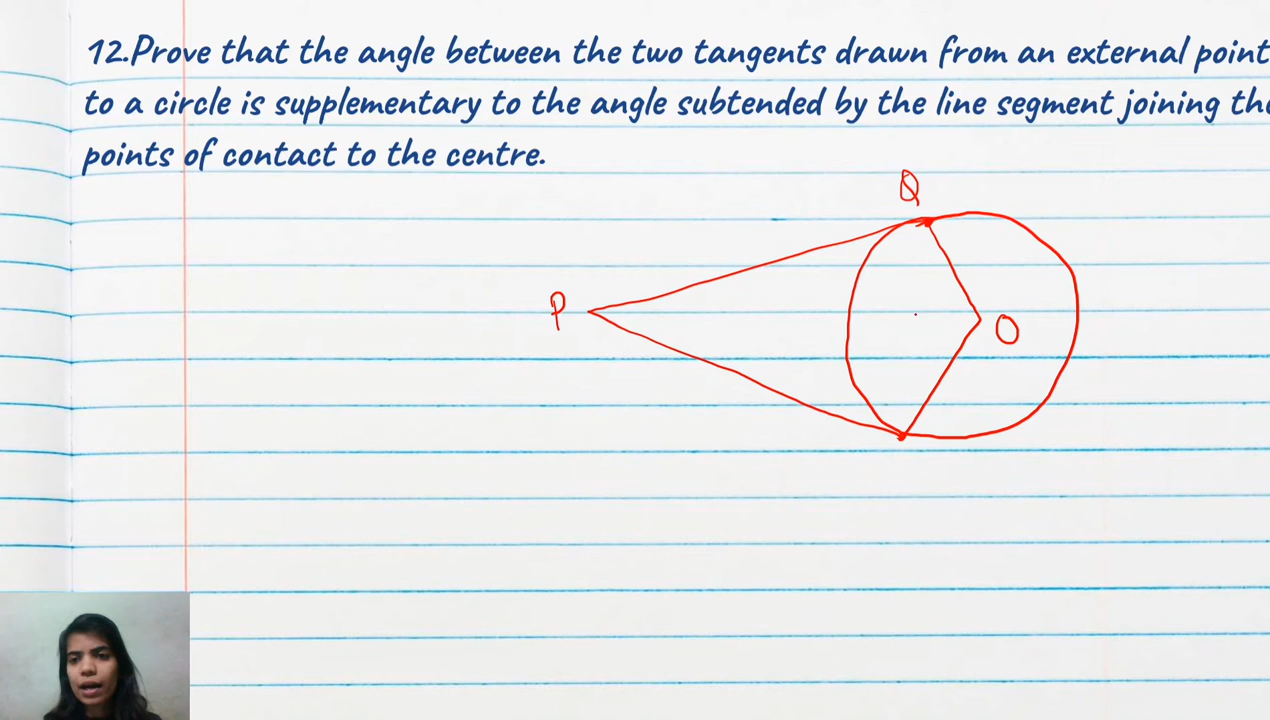 12.Prove that the angle between the two tangents drawn from an external point
to a circle is supplementary to the angle subtended by the line segment joining the
points of contact to the centre.
Q
P
O